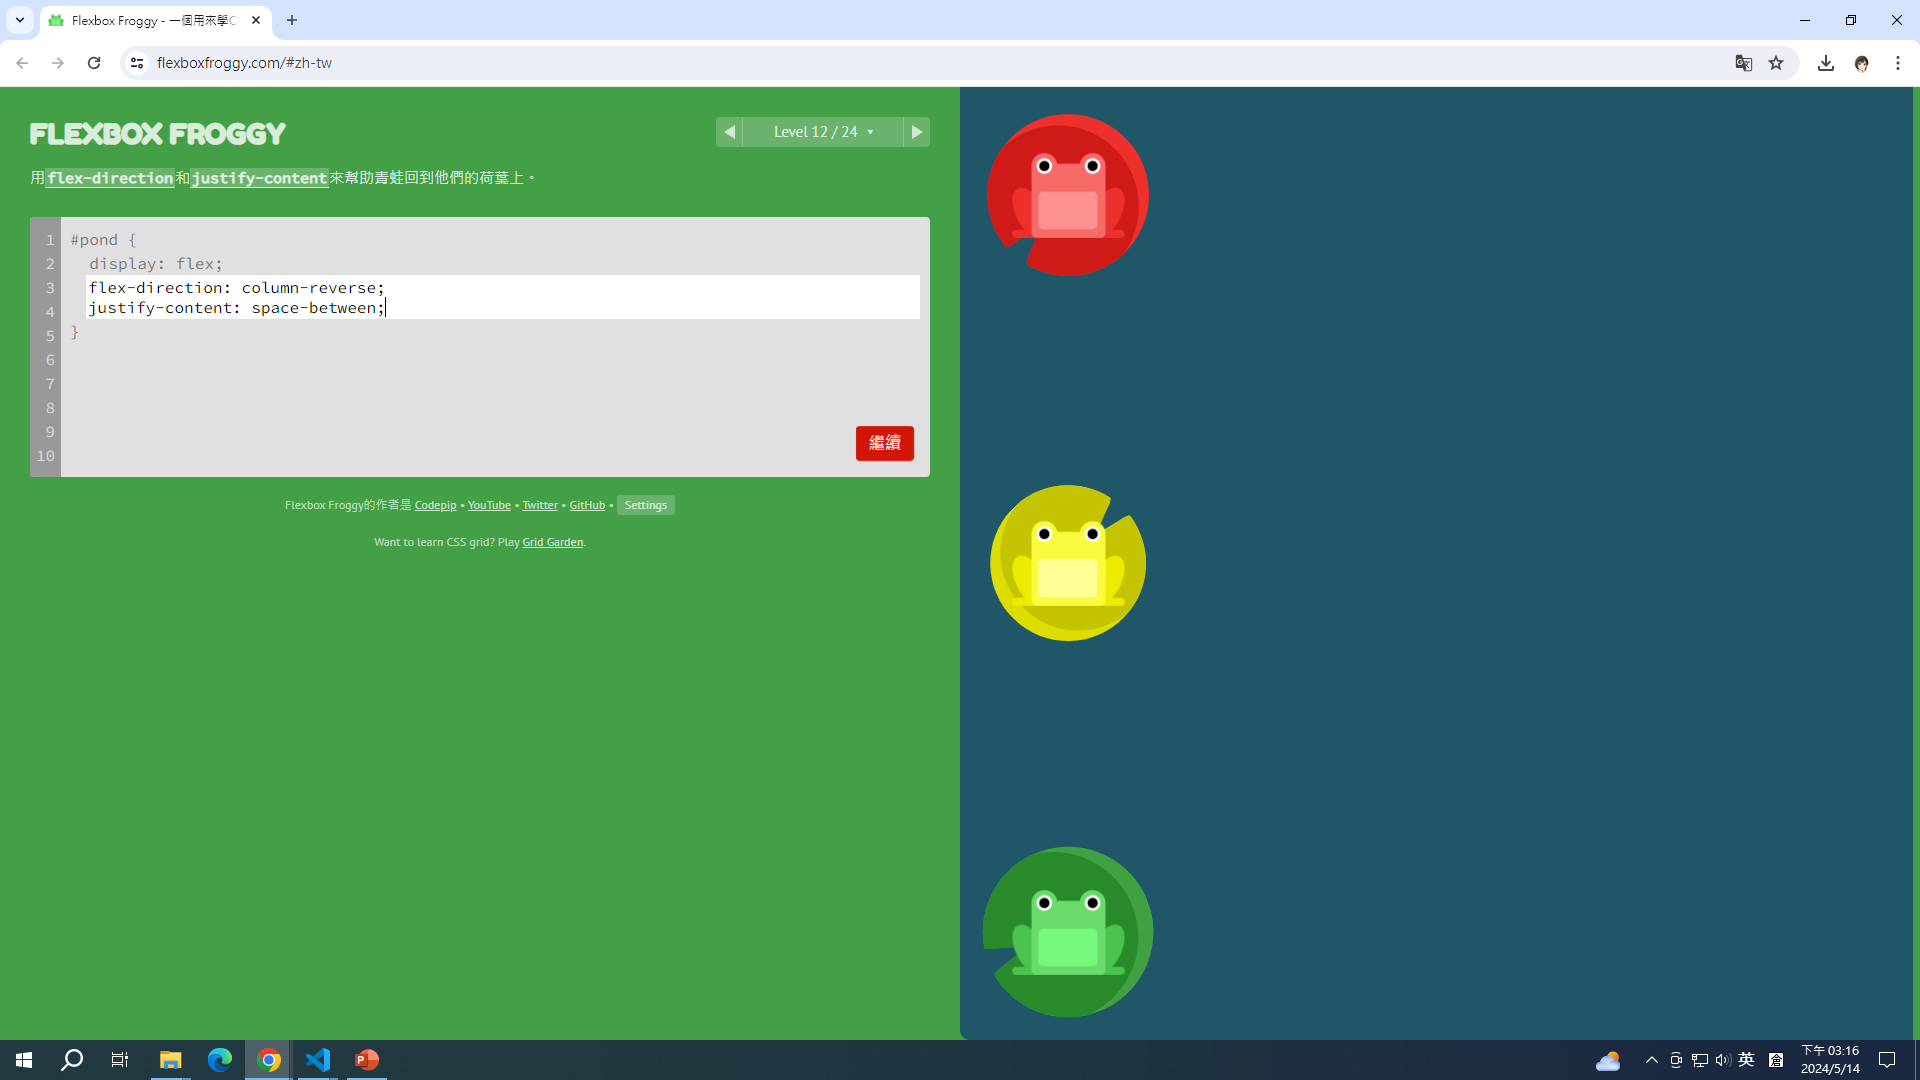 Flexbox Froggy - 一個用來學C
flexboxfroggy.com/#zh-tw
FLEXBOX FROGGY
Level 12 / 24
用flex-direction和justify-content來幫助青蛙回到他們的荷葉上。
1 #pond {
2 display: flex;
3 flex-direction: column-reverse;
4 justify-content: space-between;
5 }
6
7
8
9
10
繼續
Flexbox Froggy的作者是 Codepip • YouTube • Twitter • GitHub • Settings
Want to learn CSS grid? Play Grid Garden.
英
倉
下午 03:16
2024/5/14